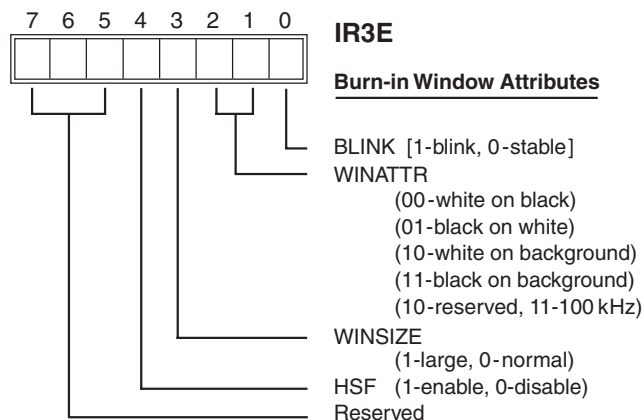 7 6 5 4 3 2 1 0
IR3E
Burn-in Window Attributes
BLINK [1-blink, 0-stable]
WINATTR
(00-white on black)
(01-black on white)
(10-white on background)
(11-black on background)
(10-reserved, 11-100 kHz)
WINSIZE
(1-large, 0-normal)
HSF (1-enable, 0-disable)
Reserved